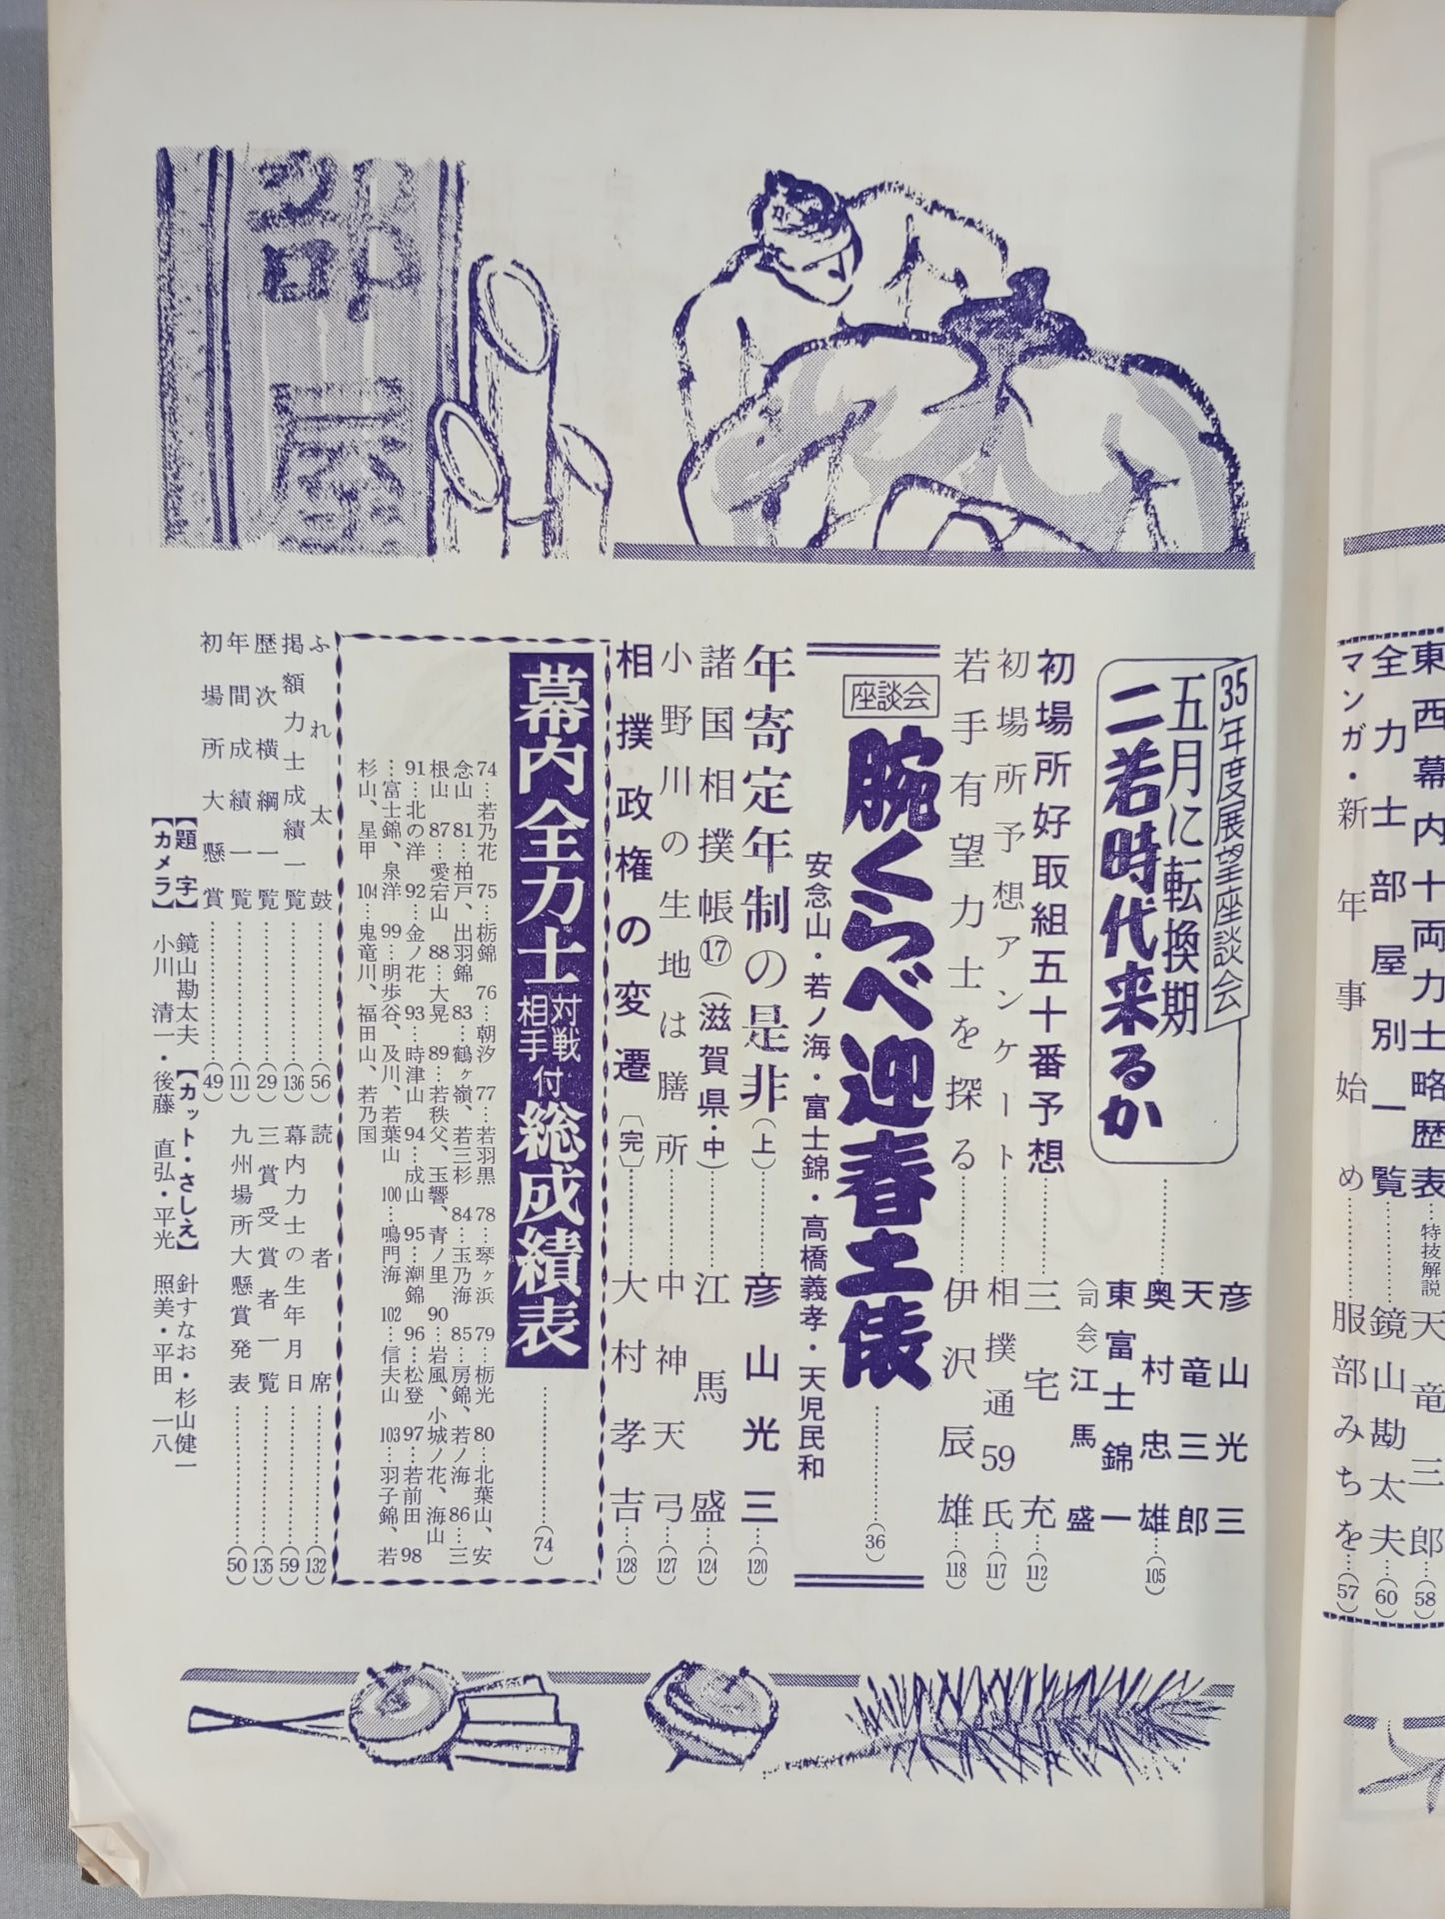 東西幕内十両力士略歴表…特技解説 天竜三郎…(58)
全力士部屋別一覧………鏡山勘太夫…(60)
マンガ・新年事始め………服部みちを…(57)
35年度展望座談会
五月に転換期
二若時代来るか
彦山光三
天竜三郎
奥村忠雄…(105)
東富士錦一
〈司会〉江馬盛
初場所好取組五十番予想………三宅充…(112)
初場所予想アンケート………相撲通59氏…(117)
若手有望力士を探る………伊沢辰雄…(118)
座談会
腕くらべ迎春土俵………(36)
安念山・若ノ海・富士錦・高橋義孝・天児民和
年寄定年制の是非(上)………彦山光三…(120)
諸国相撲帳⑰(滋賀県・中)………江馬盛…(124)
小野川の生地は膳所………中神天弓…(127)
相撲政権の変遷〔完〕………大村孝吉…(128)
幕内全力士対戦相手付総成績表………(74)
74…若乃花 75…栃錦 76…朝汐 77…若羽黒 78…琴ヶ浜 79…栃光 80…北葉山、安
念山 81…柏戸、出羽錦 83…鶴ヶ嶺、若三杉 84…玉乃海 85…房錦、若ノ海 86…三
根山 87…愛宕山 88…大晃 89…若秩父、玉響、青ノ里 90…岩風、小城ノ花、海山
91…北の洋 92…金ノ花 93…時津山 94…成山 95…潮錦 96…松登 97…若前田 98
…富士錦、泉洋 99…明歩谷、及川、若葉山 100…鳴門海 102…信夫山 103…羽子錦、若
杉山、星甲 104…鬼竜川、福田山、若乃国
ふれ太鼓………(56) 読者席………(132)
掲額力士成績一覧………(136) 幕内力士の生年月日………(59)
歴次横綱一覧………(29) 三賞受賞者一覧………(135)
年間成績一覧………(111) 九州場所大懸賞発表………(50)
初場所大懸賞………(49)
【題字】 鏡山勘太夫 【カット・さしえ】 針すなお・杉山健一
【カメラ】 小川清一・後藤直弘・平光照美・平田一八
部屋